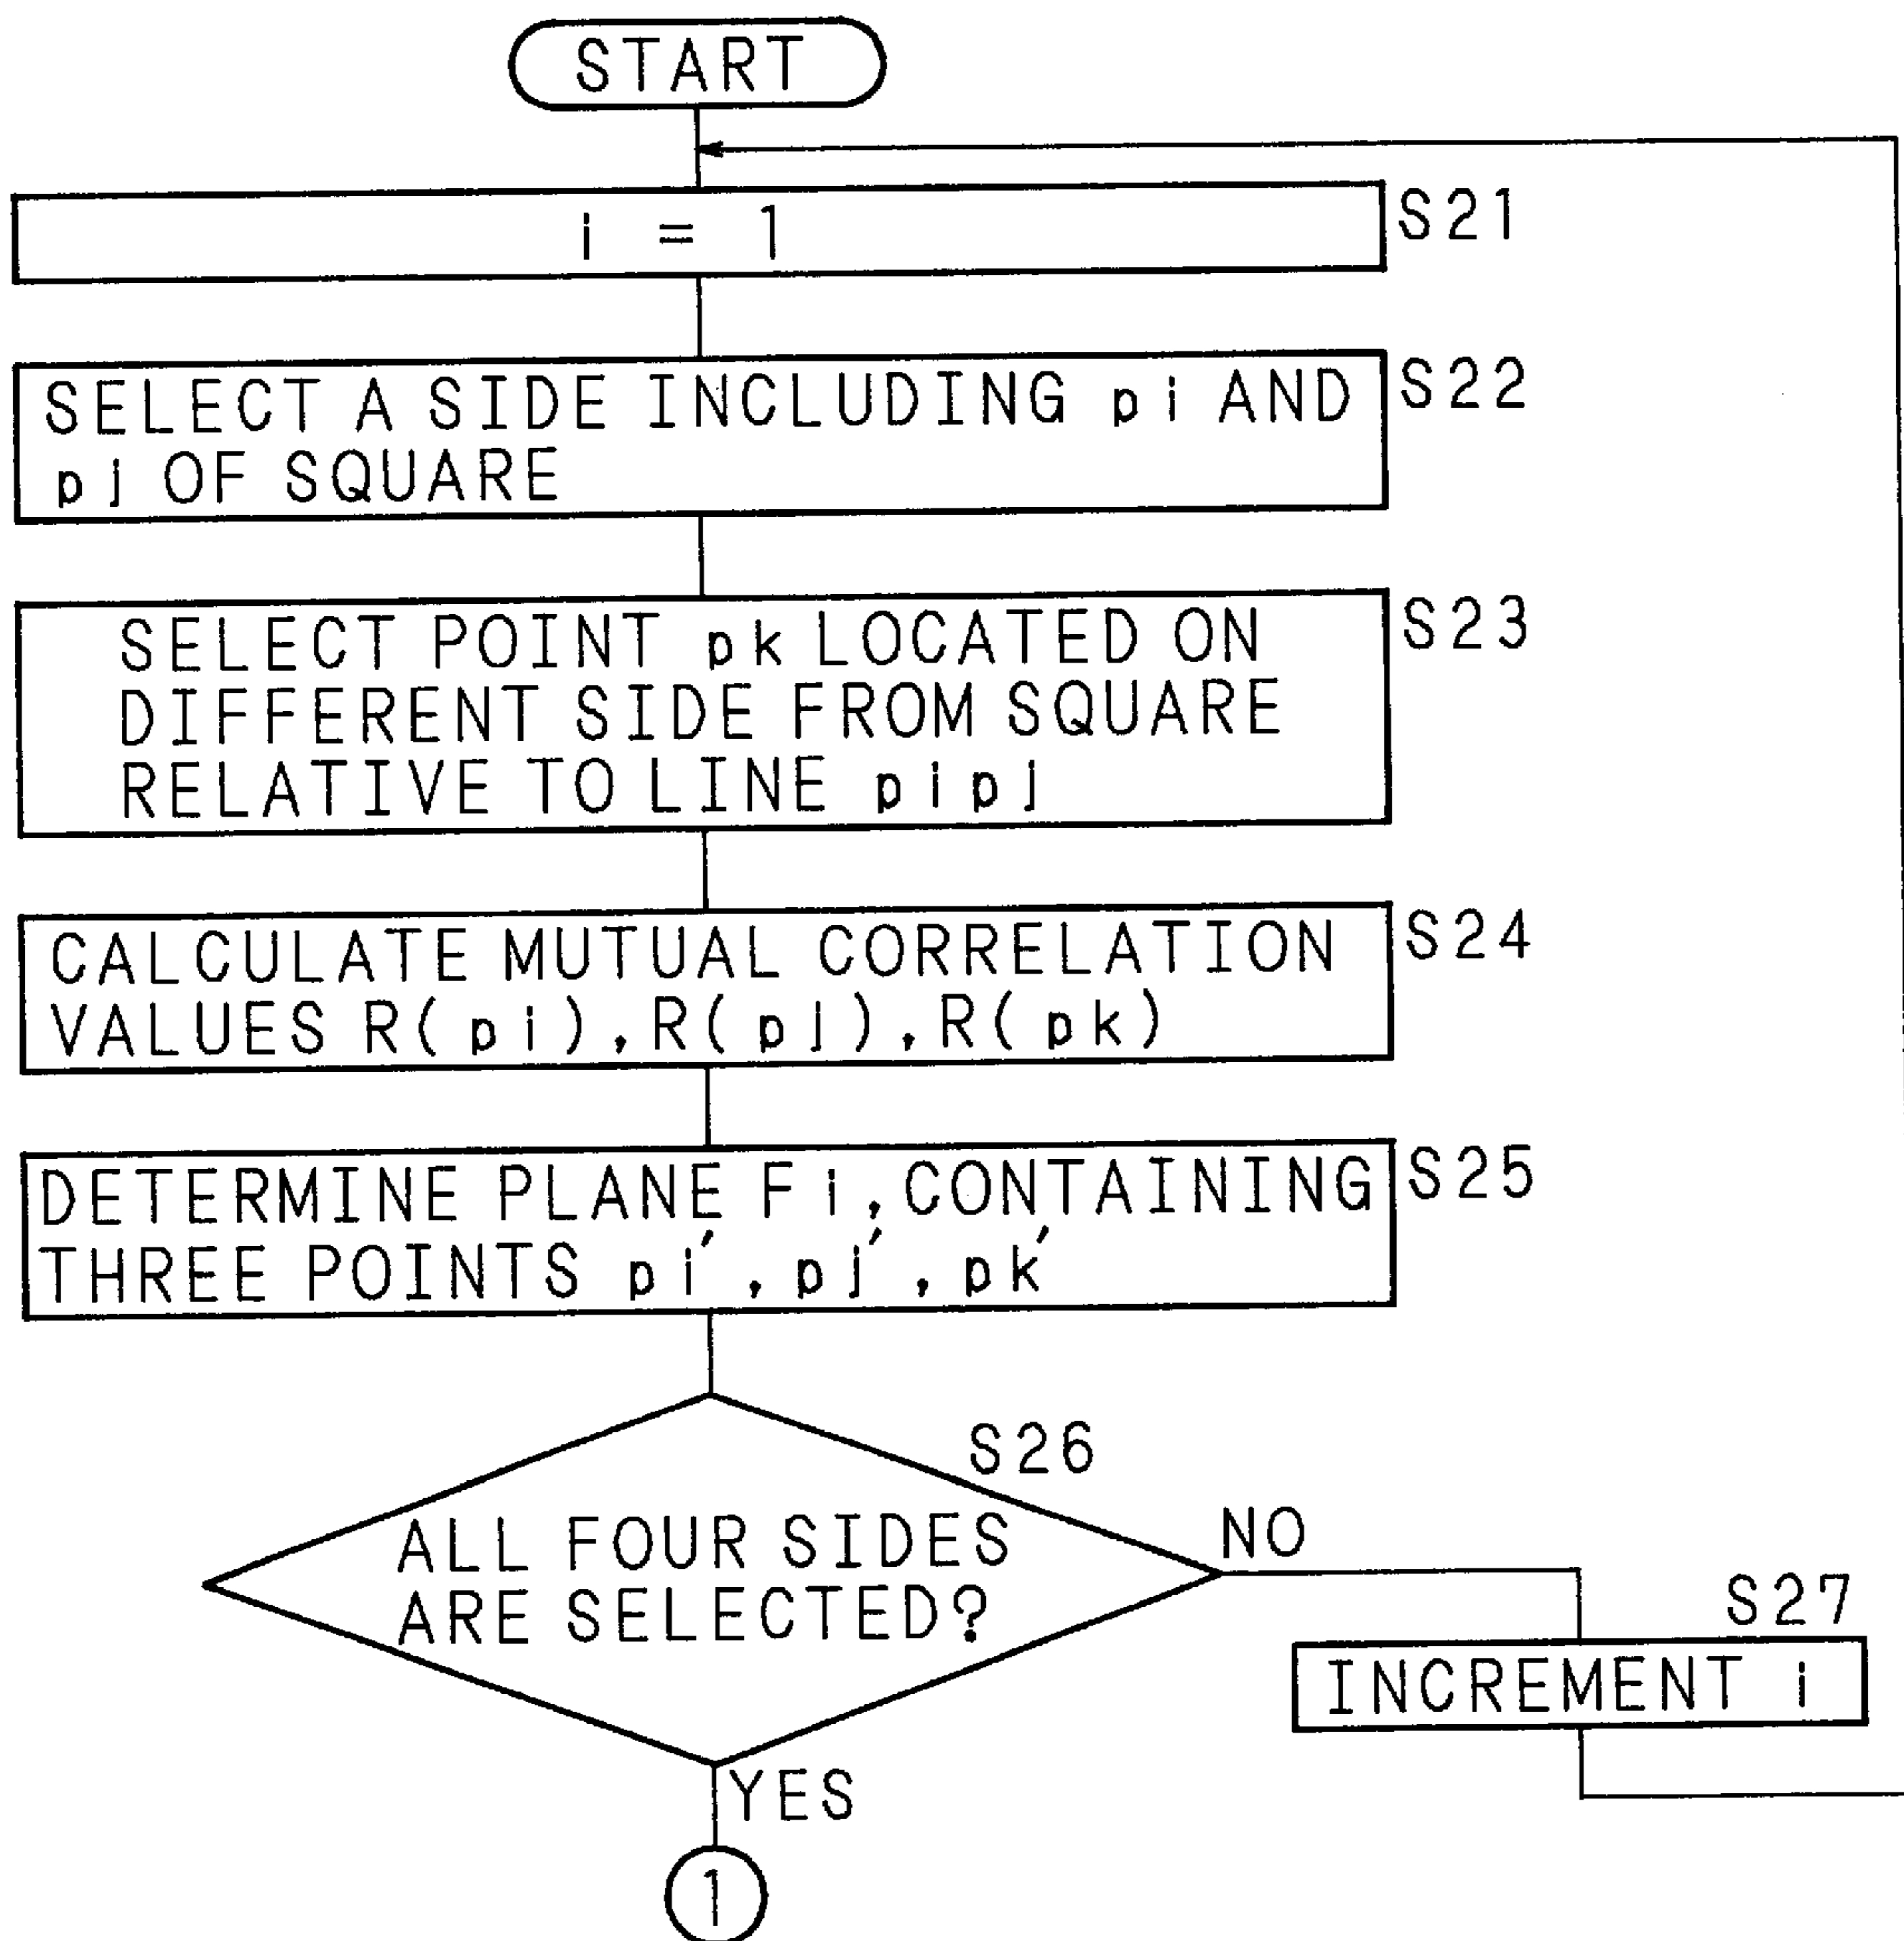 START
i = 1
S21
SELECT A SIDE INCLUDING pi AND
pj OF SQUARE
S22
SELECT POINT pk LOCATED ON
DIFFERENT SIDE FROM SQUARE
RELATIVE TO LINE pipj
S23
CALCULATE MUTUAL CORRELATION
VALUES R(pi), R(pj), R(pk)
S24
DETERMINE PLANE Fi, CONTAINING
THREE POINTS pi', pj', pk'
S25
S26
ALL FOUR SIDES
ARE SELECTED?
NO
S27
INCREMENT i
YES
1